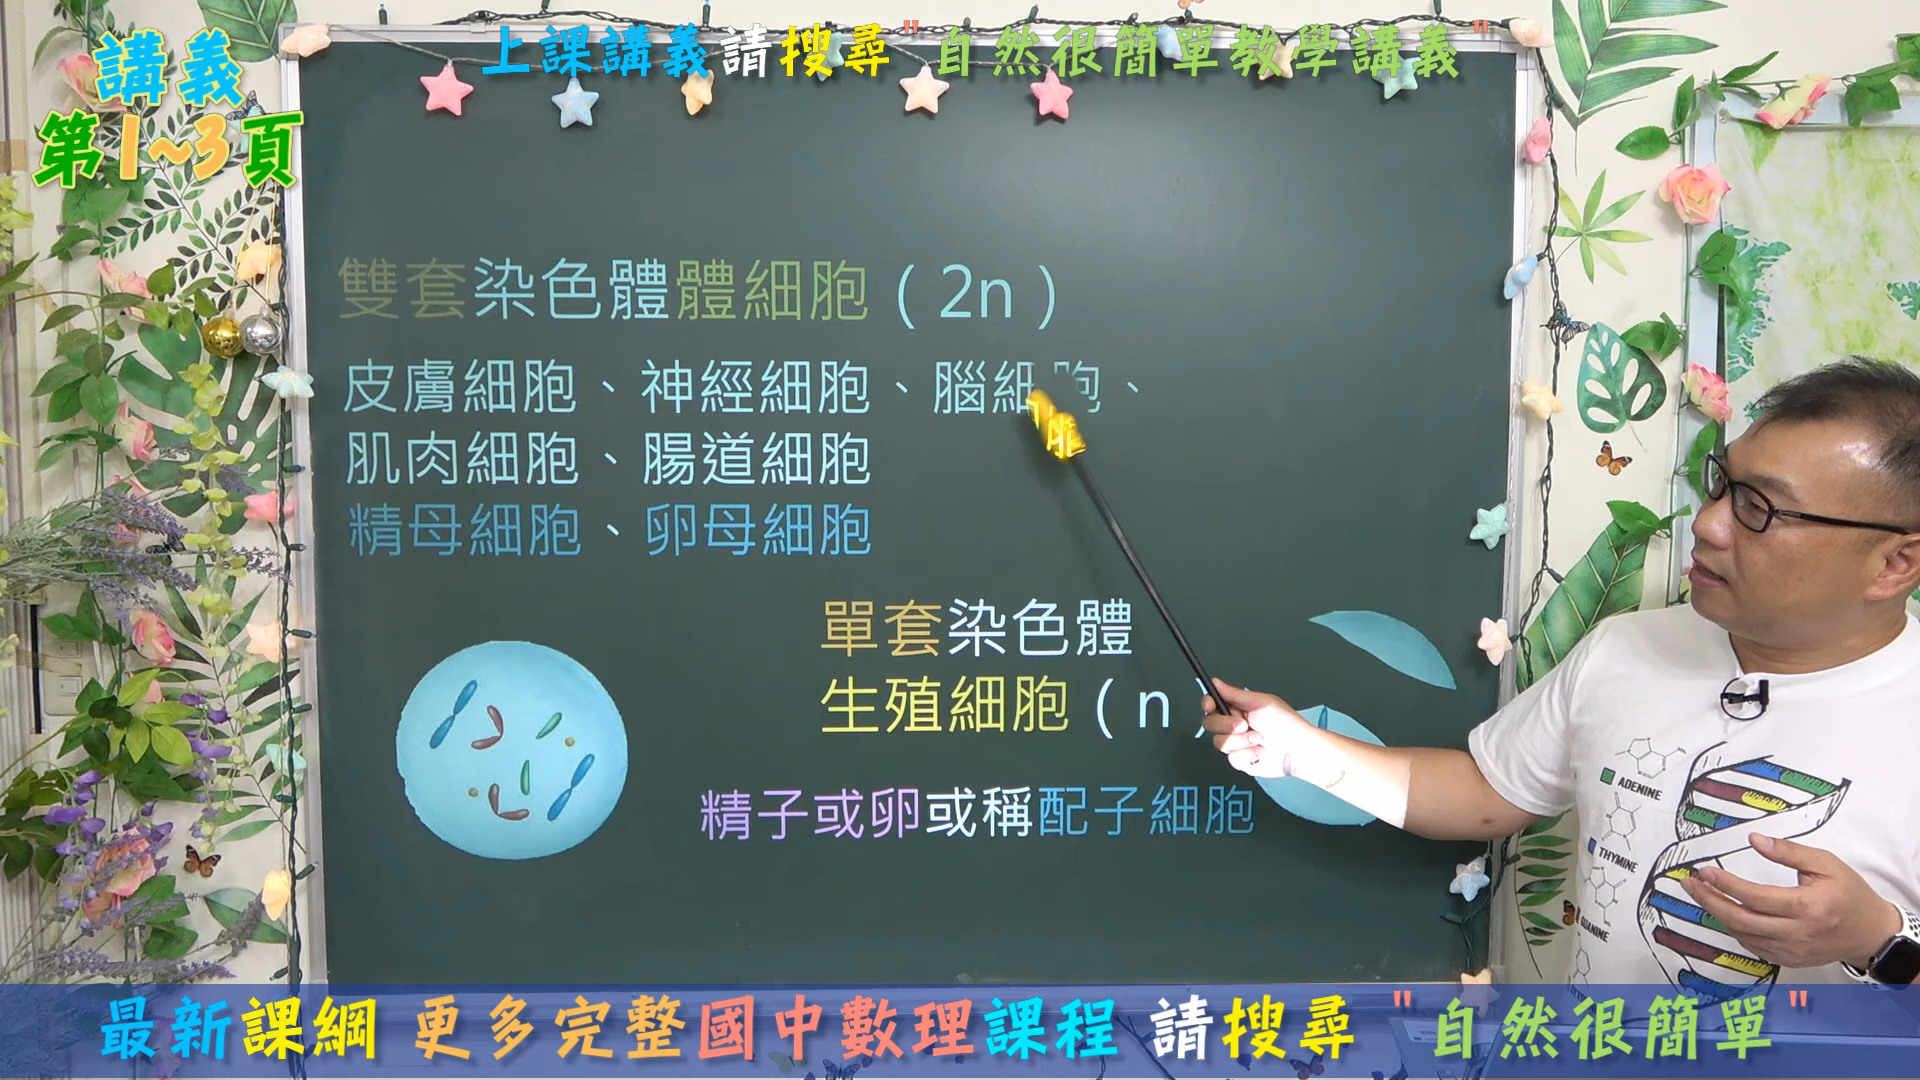 上課講義請搜尋"自然很簡單教學講義"
講義
第1~3頁
雙套染色體體細胞（2n）
皮膚細胞、神經細胞、腦細胞、
肌肉細胞、腸道細胞
精母細胞、卵母細胞
單套染色體
生殖細胞（n）
精子或卵或稱配子細胞
ADENINE
THYMINE
GUANINE
最新課綱 更多完整國中數理課程 請搜尋"自然很簡單"